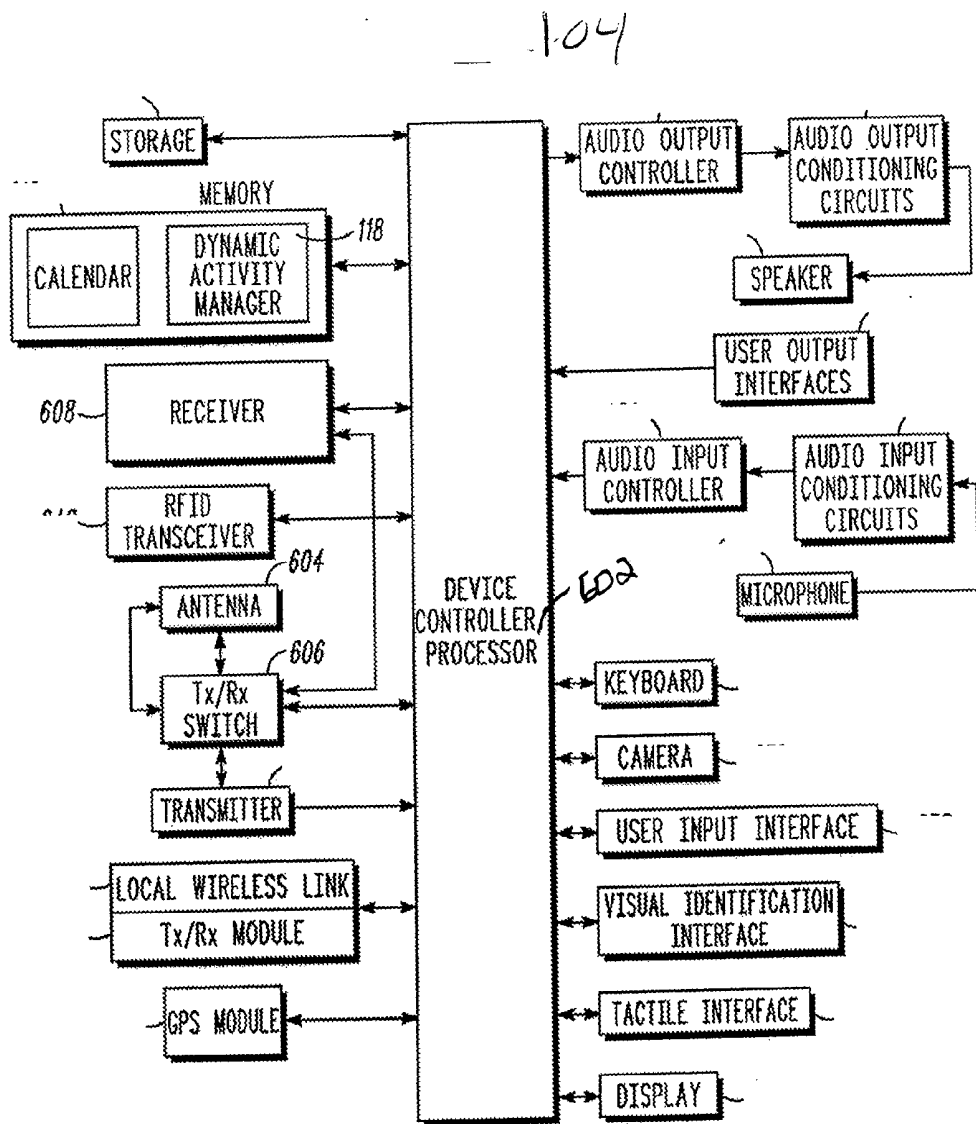 104
STORAGE
MEMORY
CALENDAR
DYNAMIC
ACTIVITY
MANAGER
118
608
RECEIVER
RFID
TRANSCEIVER
604
ANTENNA
606
Tx/Rx
SWITCH
TRANSMITTER
LOCAL WIRELESS LINK
Tx/Rx MODULE
GPS MODULE
DEVICE
CONTROLLER/
PROCESSOR
602
AUDIO OUTPUT
CONTROLLER
AUDIO OUTPUT
CONDITIONING
CIRCUITS
SPEAKER
USER OUTPUT
INTERFACES
AUDIO INPUT
CONTROLLER
AUDIO INPUT
CONDITIONING
CIRCUITS
MICROPHONE
KEYBOARD
CAMERA
USER INPUT INTERFACE
VISUAL IDENTIFICATION
INTERFACE
TACTILE INTERFACE
DISPLAY